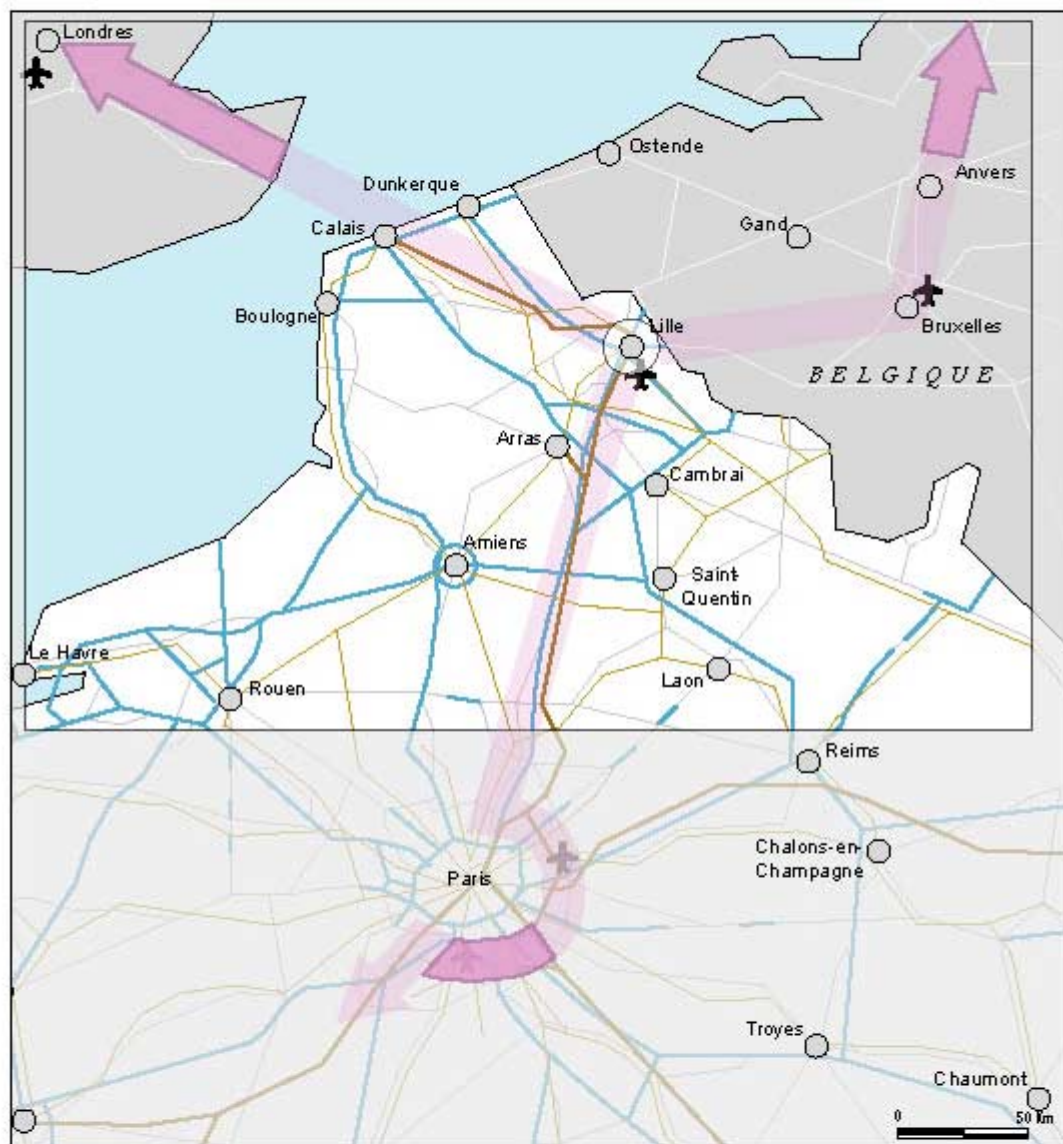 Londres
Ostende
Dunkerque
Anvers
Calais
Gand
Boulogne
Lille
Bruxelles
BELGIQUE
Arras
Cambrai
Amiens
Saint-
Quentin
Le Havre
Laon
Rouen
Reims
Chalons-en-
Champagne
Paris
Troyes
Chaumont
0 50 Km